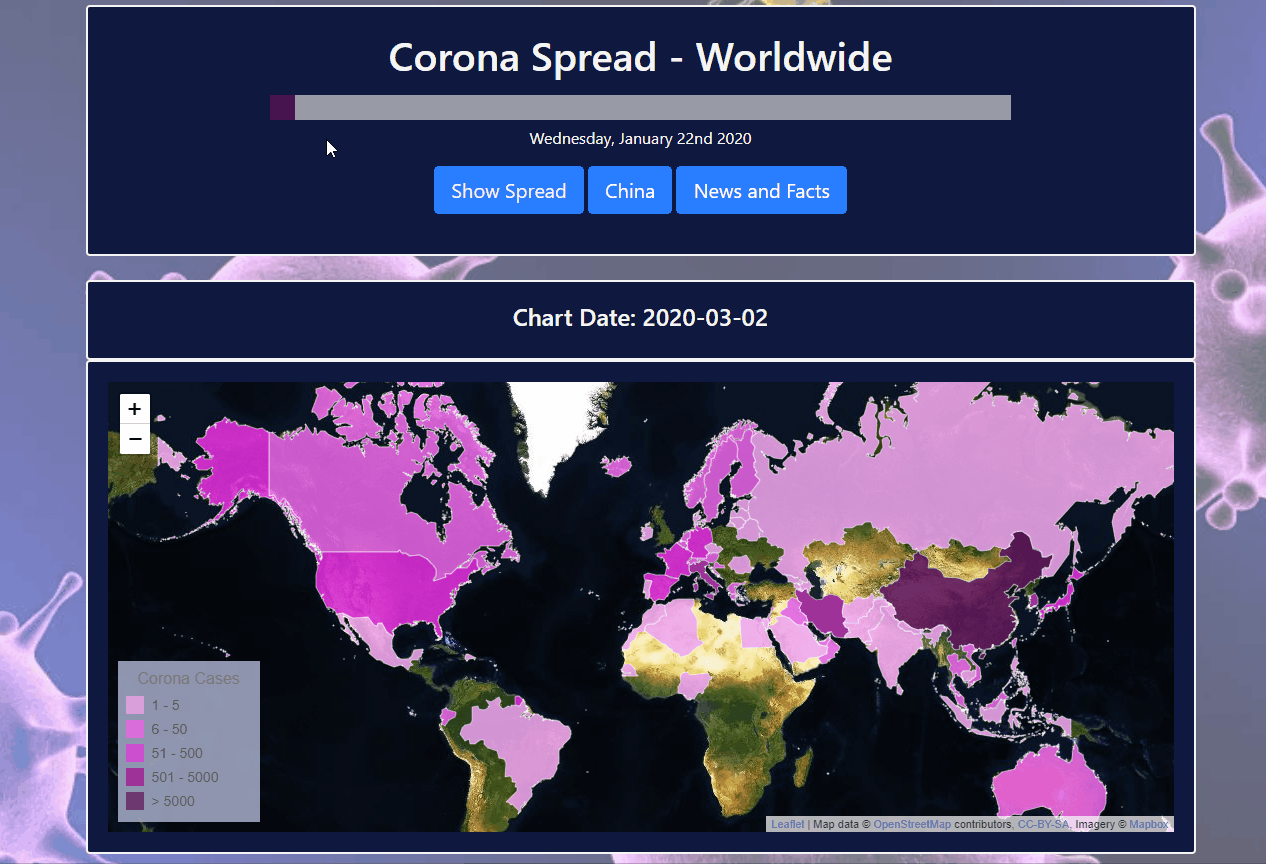 Corona Spread - Worldwide
Wednesday, January 22nd 2020
Show Spread China News and Facts
Chart Date: 2020-03-02
+
−
Corona Cases
1 - 5
6 - 50
51 - 500
501 - 5000
> 5000
Leaflet | Map data © OpenStreetMap contributors, CC-BY-SA, Imagery © Mapbox